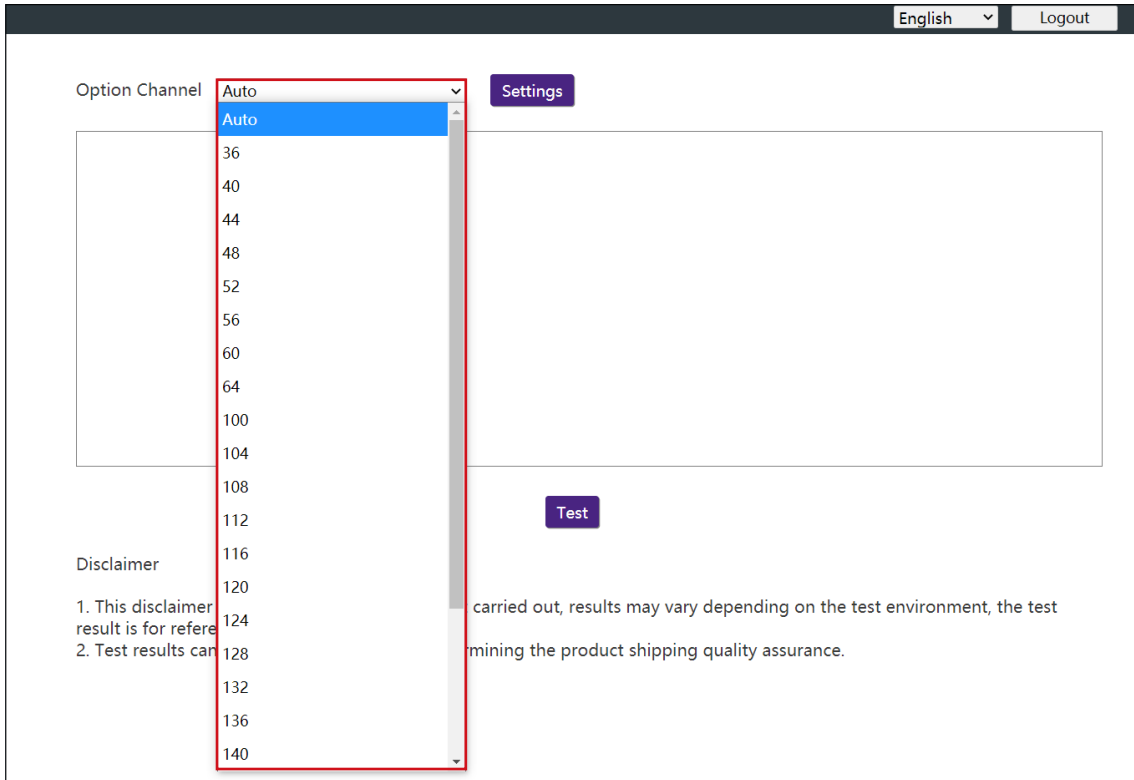 English
Logout
Option Channel
Auto
Settings
Auto
36
40
44
48
52
56
60
64
100
104
108
112
116
120
124
128
132
136
140
Test
Disclaimer
1. This disclaimer carried out, results may vary depending on the test environment, the test
result is for refere
2. Test results can rmining the product shipping quality assurance.